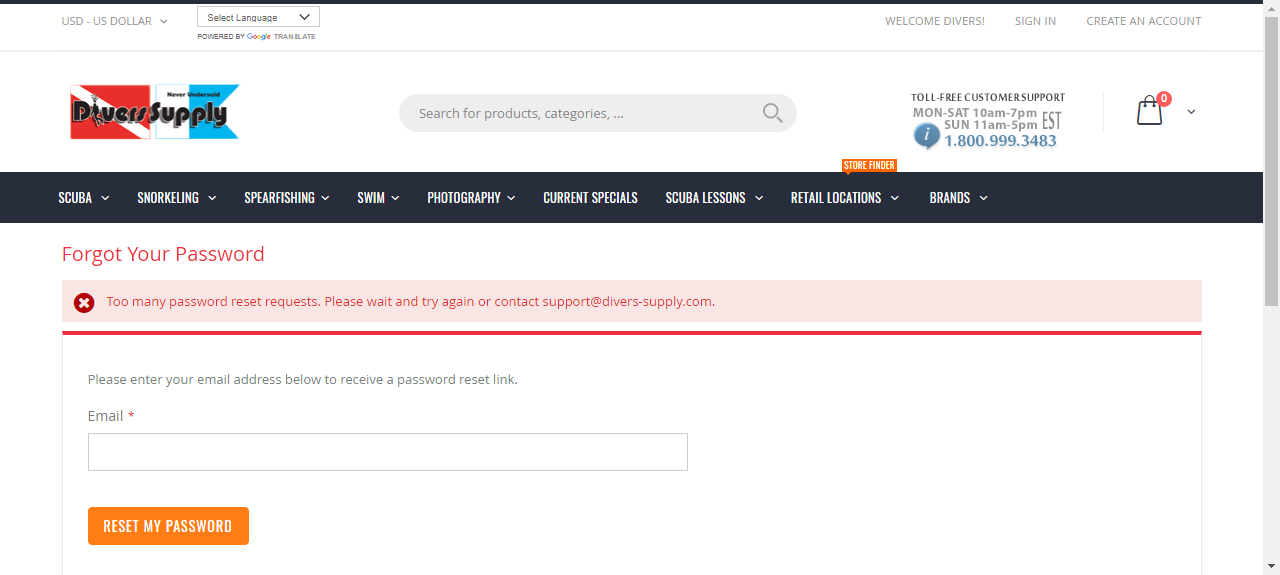 USD - US DOLLAR
Select Language
POWERED BY Google TRANSLATE
WELCOME DIVERS!
SIGN IN
CREATE AN ACCOUNT
Never Undersold
Divers Supply
Search for products, categories, ...
TOLL-FREE CUSTOMER SUPPORT
MON-SAT 10am-7pm
SUN 11am-5pm EST
i 1.800.999.3483
0
STORE FINDER
SCUBA
SNORKELING
SPEARFISHING
SWIM
PHOTOGRAPHY
CURRENT SPECIALS
SCUBA LESSONS
RETAIL LOCATIONS
BRANDS
Forgot Your Password
Too many password reset requests. Please wait and try again or contact support@divers-supply.com.
Please enter your email address below to receive a password reset link.
Email *
RESET MY PASSWORD